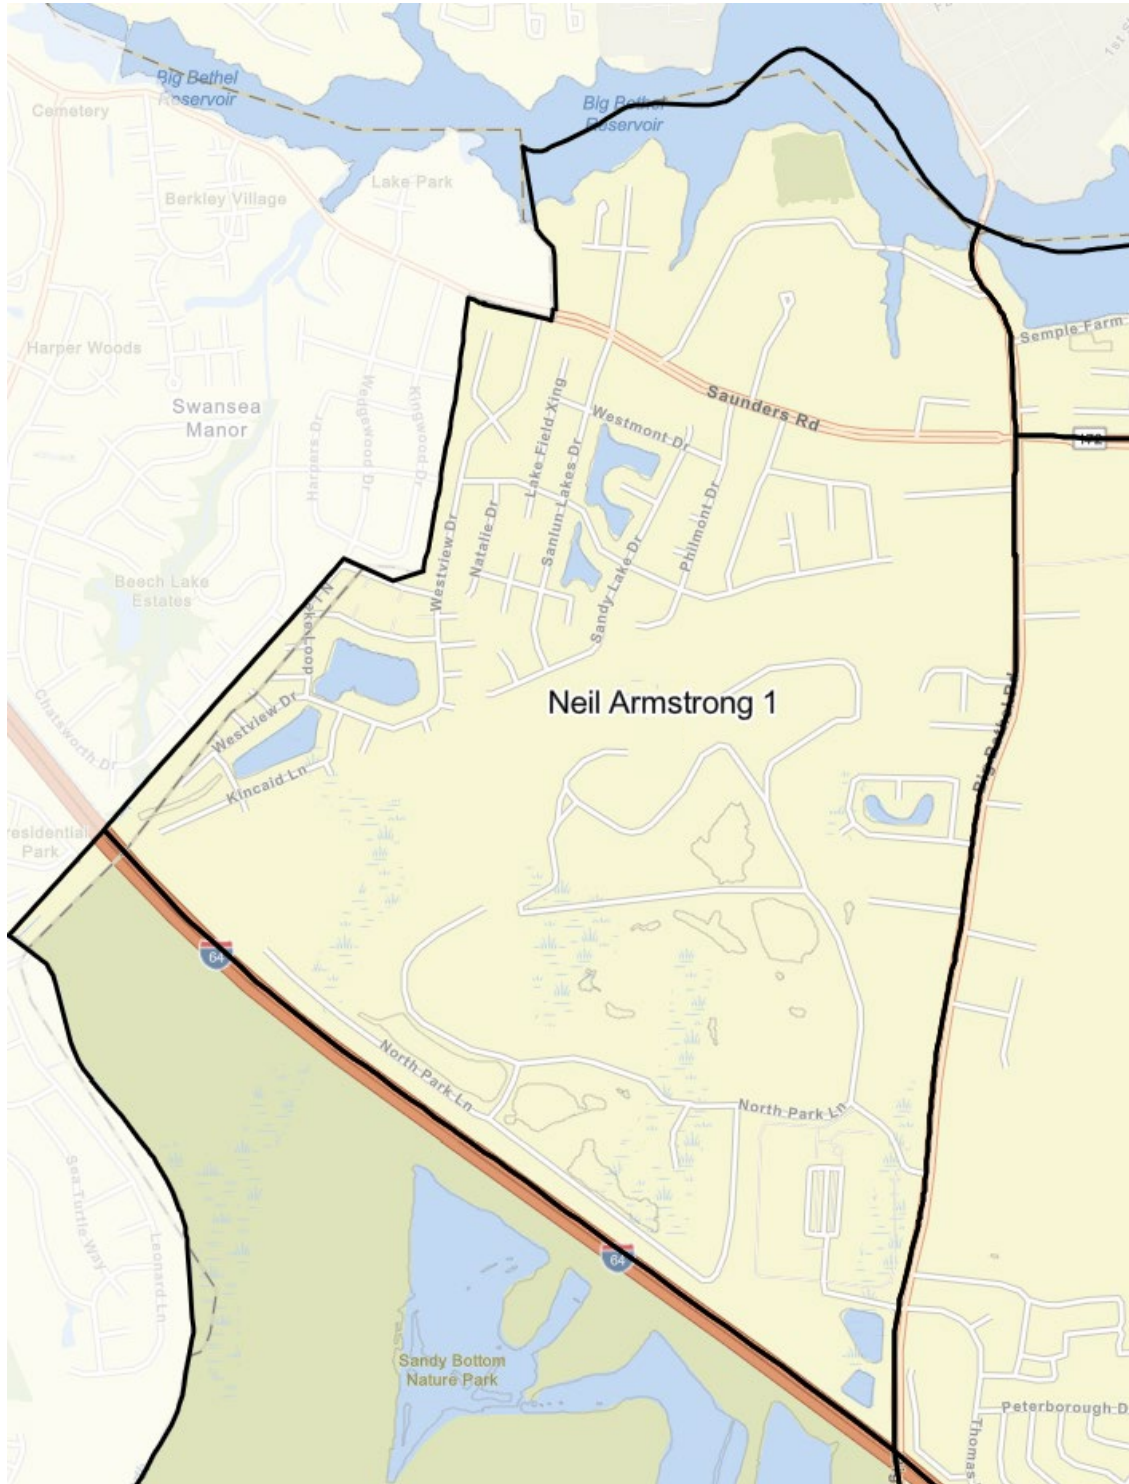 1st St
Big Bethel
Reservoir
Big Bethel
Reservoir
Cemetery
Lake Park
Berkley Village
Semple Farm
Harper Woods
Saunders Rd
Swansea
Manor
Kingwood Dr
Wedgewood Dr
Harpers Dr
Lake Field Xing
Westmont Dr
172
Sanlun Lakes Dr
Natalie Dr
Philmont Dr
Westview Dr
Sandy Lake Dr
Beech Lake
Estates
Lake Loop
N
Neil Armstrong 1
Chatsworth Dr
Westview Dr
Big Bethel Rd
Kincaid Ln
residential
Park
64
North Park Ln
North Park Ln
Sea Turtle Way
Leonard Ln
64
Sandy Bottom
Nature Park
Peterborough D
Thomas